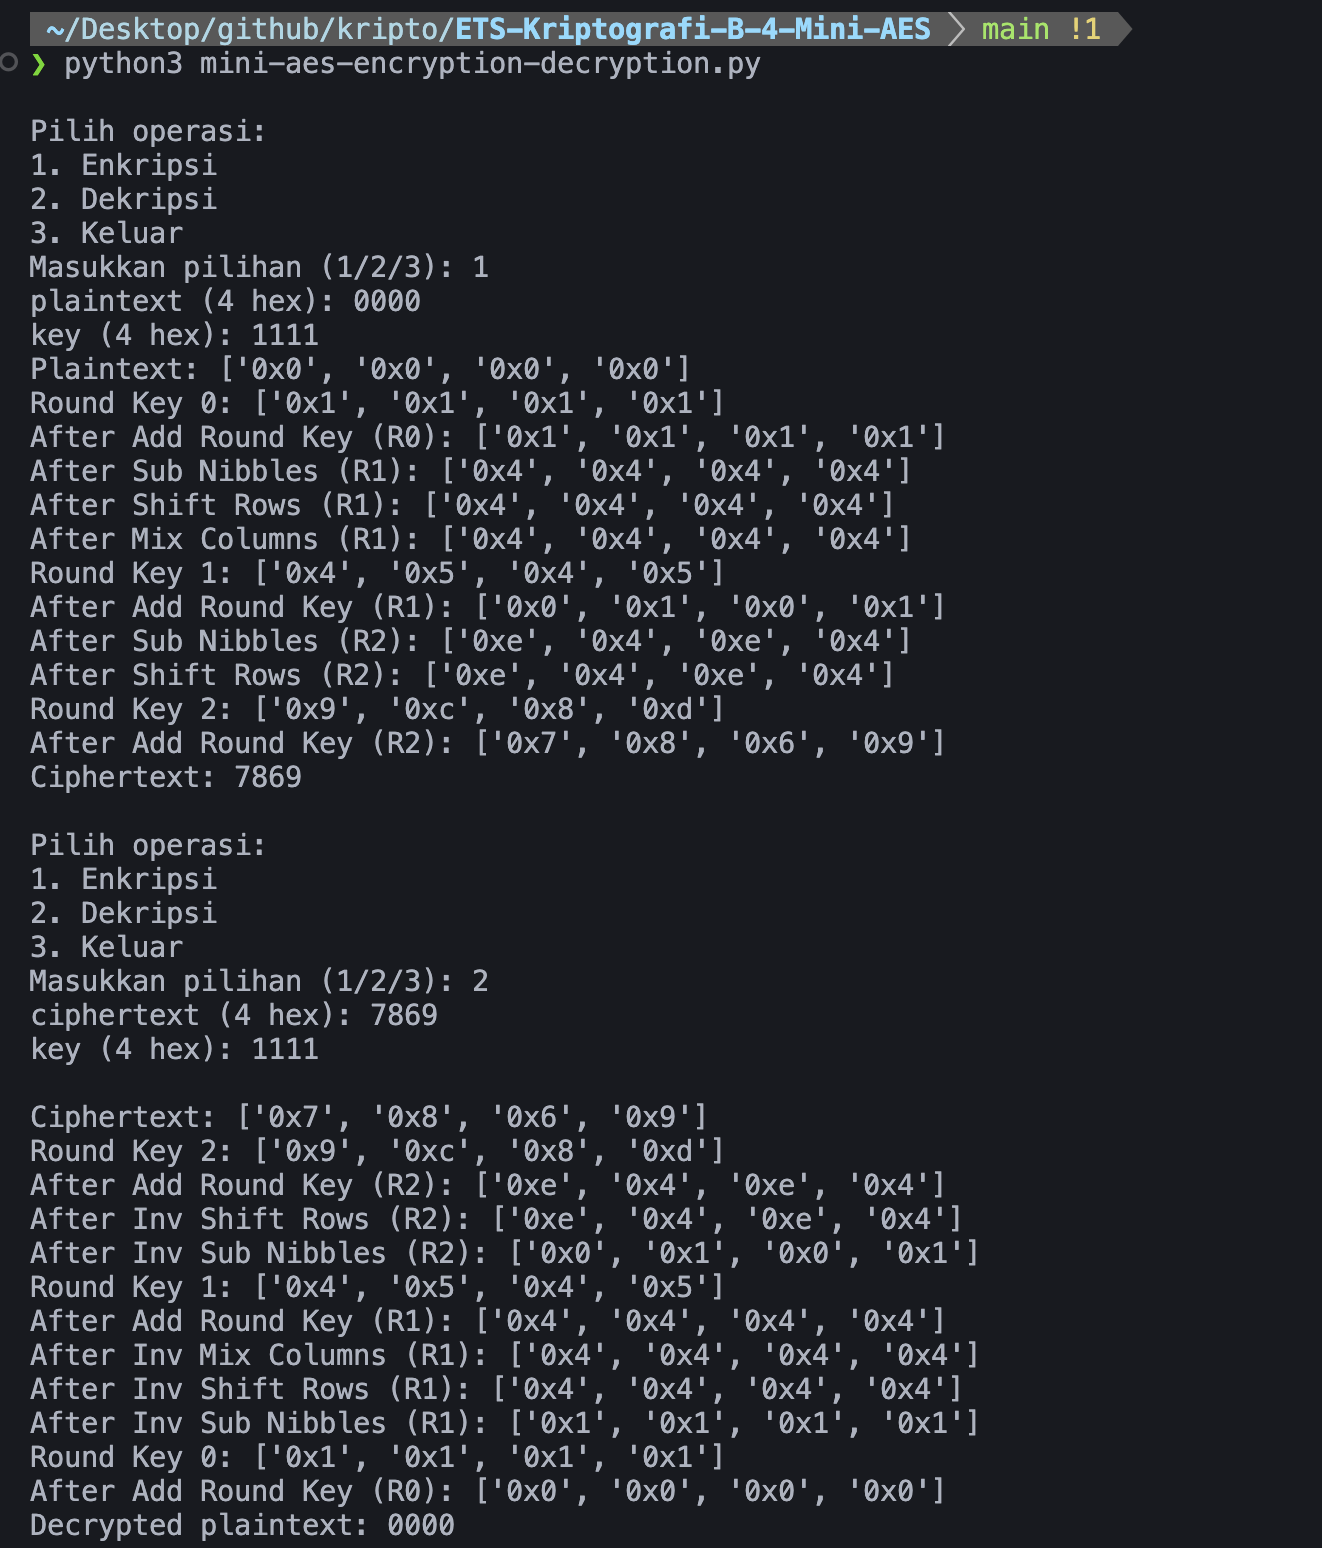 ~/Desktop/github/kripto/ETS-Kriptografi-B-4-Mini-AES main !1
❯ python3 mini-aes-encryption-decryption.py
Pilih operasi:
1. Enkripsi
2. Dekripsi
3. Keluar
Masukkan pilihan (1/2/3): 1
plaintext (4 hex): 0000
key (4 hex): 1111
Plaintext: ['0x0', '0x0', '0x0', '0x0']
Round Key 0: ['0x1', '0x1', '0x1', '0x1']
After Add Round Key (R0): ['0x1', '0x1', '0x1', '0x1']
After Sub Nibbles (R1): ['0x4', '0x4', '0x4', '0x4']
After Shift Rows (R1): ['0x4', '0x4', '0x4', '0x4']
After Mix Columns (R1): ['0x4', '0x4', '0x4', '0x4']
Round Key 1: ['0x4', '0x5', '0x4', '0x5']
After Add Round Key (R1): ['0x0', '0x1', '0x0', '0x1']
After Sub Nibbles (R2): ['0xe', '0x4', '0xe', '0x4']
After Shift Rows (R2): ['0xe', '0x4', '0xe', '0x4']
Round Key 2: ['0x9', '0xc', '0x8', '0xd']
After Add Round Key (R2): ['0x7', '0x8', '0x6', '0x9']
Ciphertext: 7869
Pilih operasi:
1. Enkripsi
2. Dekripsi
3. Keluar
Masukkan pilihan (1/2/3): 2
ciphertext (4 hex): 7869
key (4 hex): 1111
Ciphertext: ['0x7', '0x8', '0x6', '0x9']
Round Key 2: ['0x9', '0xc', '0x8', '0xd']
After Add Round Key (R2): ['0xe', '0x4', '0xe', '0x4']
After Inv Shift Rows (R2): ['0xe', '0x4', '0xe', '0x4']
After Inv Sub Nibbles (R2): ['0x0', '0x1', '0x0', '0x1']
Round Key 1: ['0x4', '0x5', '0x4', '0x5']
After Add Round Key (R1): ['0x4', '0x4', '0x4', '0x4']
After Inv Mix Columns (R1): ['0x4', '0x4', '0x4', '0x4']
After Inv Shift Rows (R1): ['0x4', '0x4', '0x4', '0x4']
After Inv Sub Nibbles (R1): ['0x1', '0x1', '0x1', '0x1']
Round Key 0: ['0x1', '0x1', '0x1', '0x1']
After Add Round Key (R0): ['0x0', '0x0', '0x0', '0x0']
Decrypted plaintext: 0000